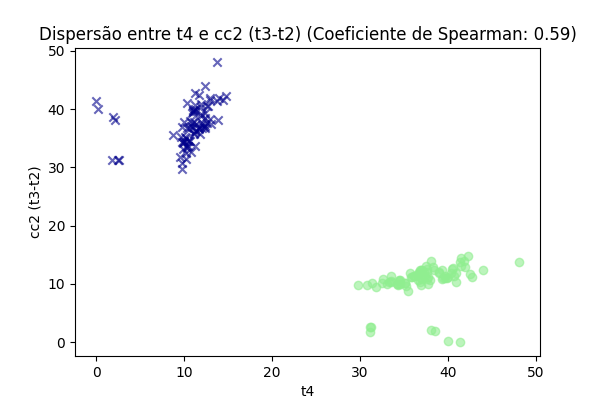 Dispersão entre t4 e cc2 (t3-t2) (Coeficiente de Spearman: 0.59)
50
40
30
20
10
0
cc2 (t3-t2)
0 10 20 30 40 50
t4